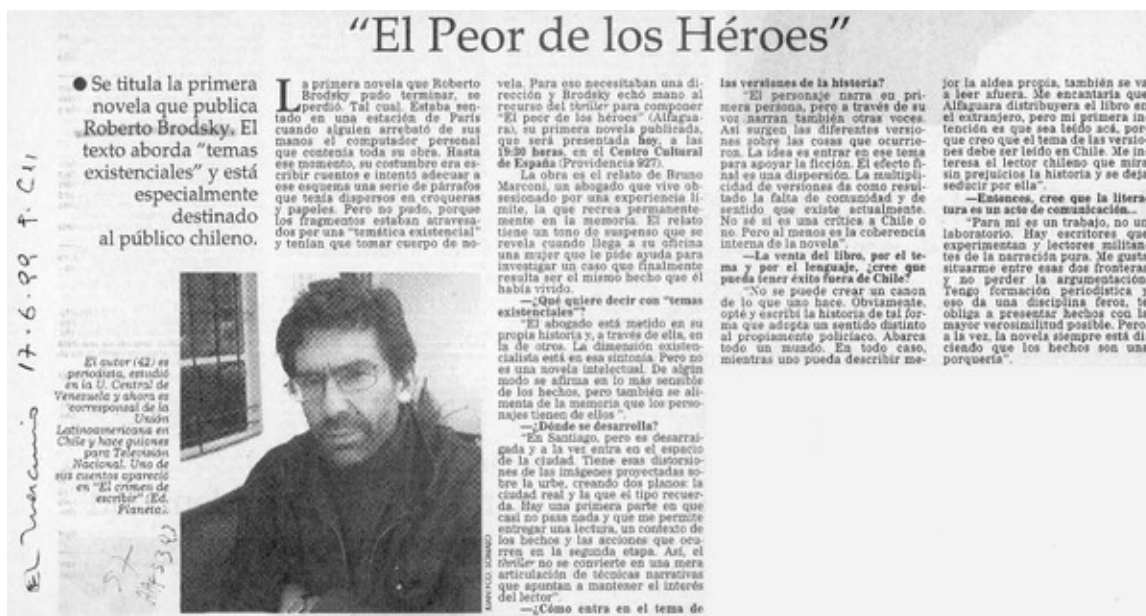 “El Peor de los Héroes”
● Se titula la primera
novela que publica
Roberto Brodsky. El
texto aborda “temas
existenciales” y está
especialmente
destinado
al público chileno.
La primera novela que Roberto
Brodsky pudo terminar, se
perdió. Tal cual. Estaba sen-
tado en una estación de París
cuando alguien arrebató de sus
manos el computador personal
que contenía toda su obra. Hasta
ese momento, su costumbre era es-
cribir cuentos e intentó adecuar a
ese esquema una serie de párrafos
que tenía dispersos en croqueras
y papeles. Pero no pudo, porque
los fragmentos estaban atravesa-
dos por una “temática existencial”
y tenían que tomar cuerpo de no-
vela. Para eso necesitaban una di-
rección y Brodsky echó mano al
recurso del thriller para componer
“El peor de los héroes” (Alfagua-
ra), su primera novela publicada,
que será presentada hoy, a las
19:30 horas, en el Centro Cultural
de España (Providencia 927).
La obra es el relato de Bruno
Marconi, un abogado que vive ob-
sesionado por una experiencia lí-
mite, la que recrea permanente-
mente en la memoria. El relato
tiene un tono de suspenso que se
revela cuando llega a su oficina
una mujer que le pide ayuda para
investigar un caso que finalmente
resulta ser el mismo hecho que él
había vivido.
—¿Qué quiere decir con “temas
existenciales”?
“El abogado está metido en su
propia historia y, a través de ella, en
la de otros. La dimensión existen-
cialista está en esa sintonía. Pero no
es una novela intelectual. De algún
modo se afirma en lo más sensible
de los hechos, pero también se ali-
menta de la memoria que los perso-
najes tienen de ellos ”.
—¿Dónde se desarrolla?
“En Santiago, pero es desarrai-
gada y a la vez entra en el espacio
de la ciudad. Tiene esas distorsio-
nes de las imágenes proyectadas so-
bre la urbe, creando dos planos: la
ciudad real y la que el tipo recuer-
da. Hay una primera parte en que
casi no pasa nada y que me permite
entregar una lectura, un contexto de
los hechos y las acciones que ocu-
rren en la segunda etapa. Así, el
thriller no se convierte en una mera
articulación de técnicas narrativas
que apuntan a mantener el interés
del lector”.
—¿Cómo entra en el tema de
las versiones de la historia?
“El personaje narra en pri-
mera persona, pero a través de su
voz narran también otras voces.
Así surgen las diferentes versio-
nes sobre las cosas que ocurrie-
ron. La idea es entrar en ese tema
para apoyar la ficción. El efecto fi-
nal es una dispersión. La multipli-
cidad de versiones da como resul-
tado la falta de comunidad y de
sentido que existe actualmente.
No sé si es una crítica a Chile o
no. Pero al menos es la coherencia
interna de la novela”.
—La venta del libro, por el te-
ma y por el lenguaje, ¿cree que
pueda tener éxito fuera de Chile?
“No se puede crear un canon
de lo que uno hace. Obviamente,
opté y escribí la historia de tal for-
ma que adopta un sentido distinto
al propiamente policíaco. Abarca
todo un mundo. En todo caso,
mientras uno pueda describir me-
jor la aldea propia, también se va
a leer afuera. Me encantaría que
Alfaguara distribuyera el libro en
el extranjero, pero mi primera in-
tención es que sea leído acá, por-
que creo que el tema de las versio-
nes debe ser leído en Chile. Me in-
teresa el lector chileno que mira
sin prejuicios la historia y se deja
seducir por ella”.
—Entonces, cree que la litera-
tura es un acto de comunicación...
“Para mí es un trabajo, no un
laboratorio. Hay escritores que
experimentan y lectores militan-
tes de la narración pura. Me gusta
situarme entre esas dos fronteras
y no perder la argumentación.
Tengo formación periodística y
eso da una disciplina feroz, y
obliga a presentar hechos con la
mayor verosimilitud posible. Pero,
a la vez, la novela siempre está di-
ciendo que los hechos son una
porquería”.
El autor (42) es
periodista, estudió
en la U. Central de
Venezuela y ahora es
corresponsal de la
Unión
Latinoamericana en
Chile y hace guiones
para Televisión
Nacional. Uno de
sus cuentos apareció
en “El crimen de
escribir” (Ed.
Planeta).
EL Mercurio 17.6.99 P. C11